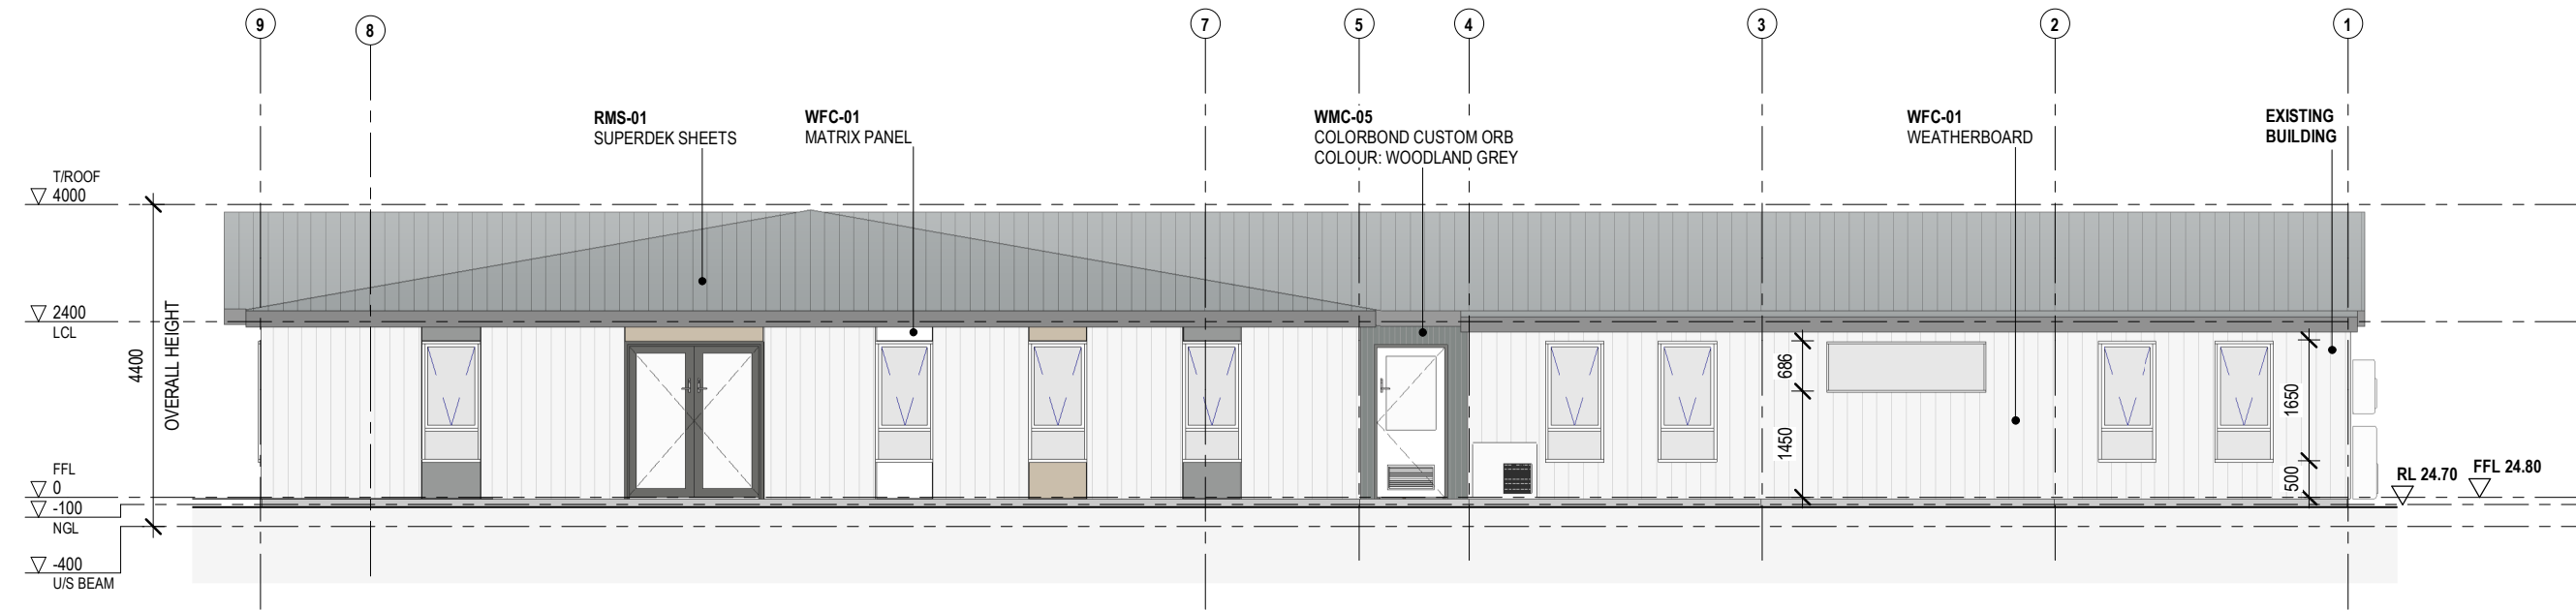 9
8
7
5
4
3
2
1
RMS-01
SUPERDEK SHEETS
WFC-01
MATRIX PANEL
WMC-05
COLORBOND CUSTOM ORB
COLOUR: WOODLAND GREY
WFC-01
WEATHERBOARD
EXISTING
BUILDING
T/ROOF
4000
2400
LCL
4400
OVERALL HEIGHT
FFL
0
-100
NGL
-400
U/S BEAM
686
1450
1650
500
RL 24.70
FFL 24.80